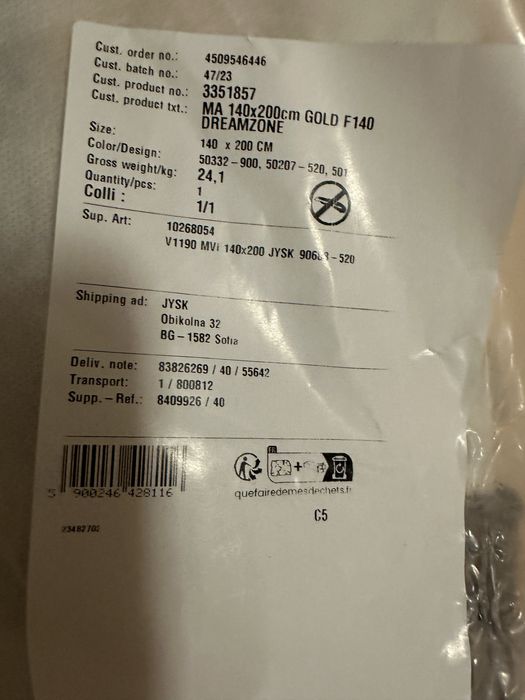 Cust. order no.: 4509546446
Cust. batch no.: 47/23
Cust. product no.: 3351857
Cust. product txt.: MA 140x200cm GOLD F140
DREAMZONE
Size: 140 x 200 CM
Color/Design: 50332-900, 50207-520, 501
Gross weight/kg: 24,1
Quantity/pcs: 1
Colli : 1/1
Sup. Art: 10268054
V1190 MVi 140x200 JYSK -520
Shipping ad: JYSK
Obikolna 32
BG-1582 Sofia
Deliv. note: 83826269 / 40 / 55642
Transport: 1 / 800812
Supp.-Ref.: 8409926 / 40
FR
5 900246 428116
quefairedemesdechets.fr
C5
23482702